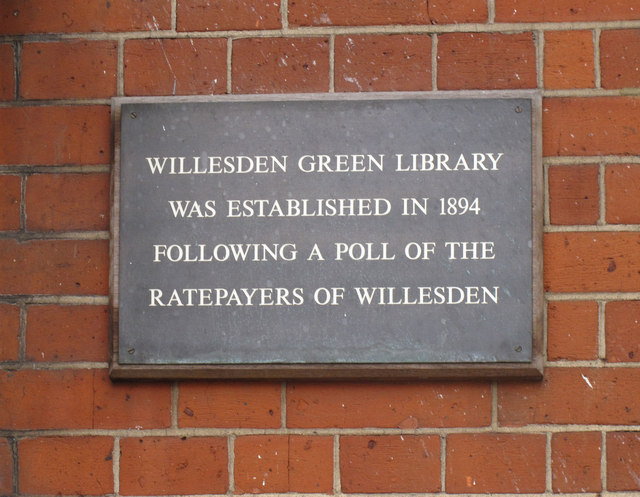 WILLESDEN GREEN LIBRARY
WAS ESTABLISHED IN 1894
FOLLOWING A POLL OF THE
RATEPAYERS OF WILLESDEN